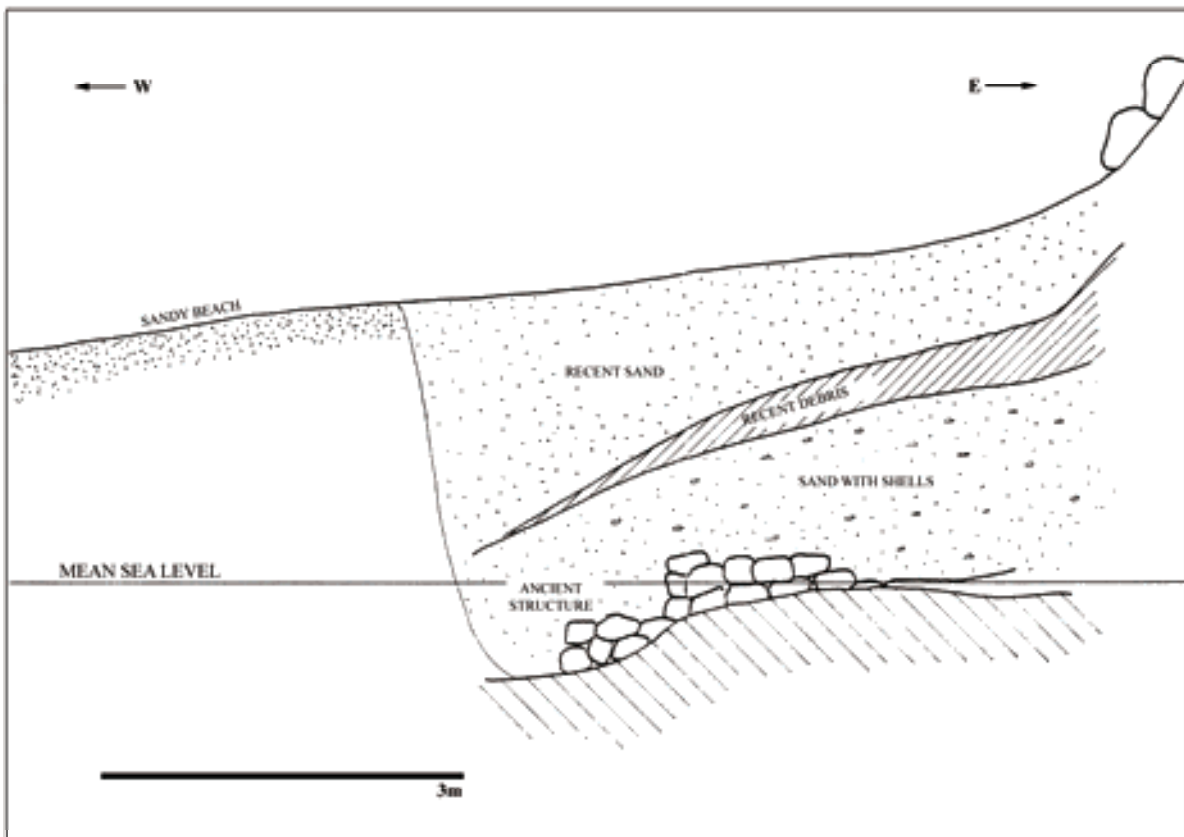 W
E
SANDY BEACH
RECENT SAND
RECENT DEBRIS
SAND WITH SHELLS
MEAN SEA LEVEL
ANCIENT
STRUCTURE
3m